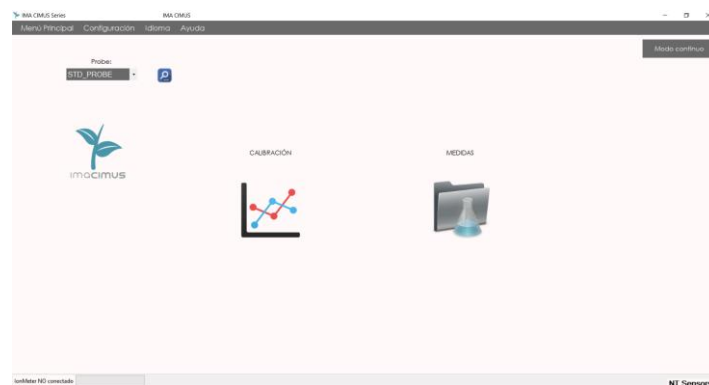 IMA CIMUS Series IMA CIMUS
Menú Principal Configuración Idioma Ayuda
Modo continuo
Probe:
STD_PROBE
imacimus
CALIBRACIÓN MEDIDAS
IonMeter NO conectado
NT Sensors